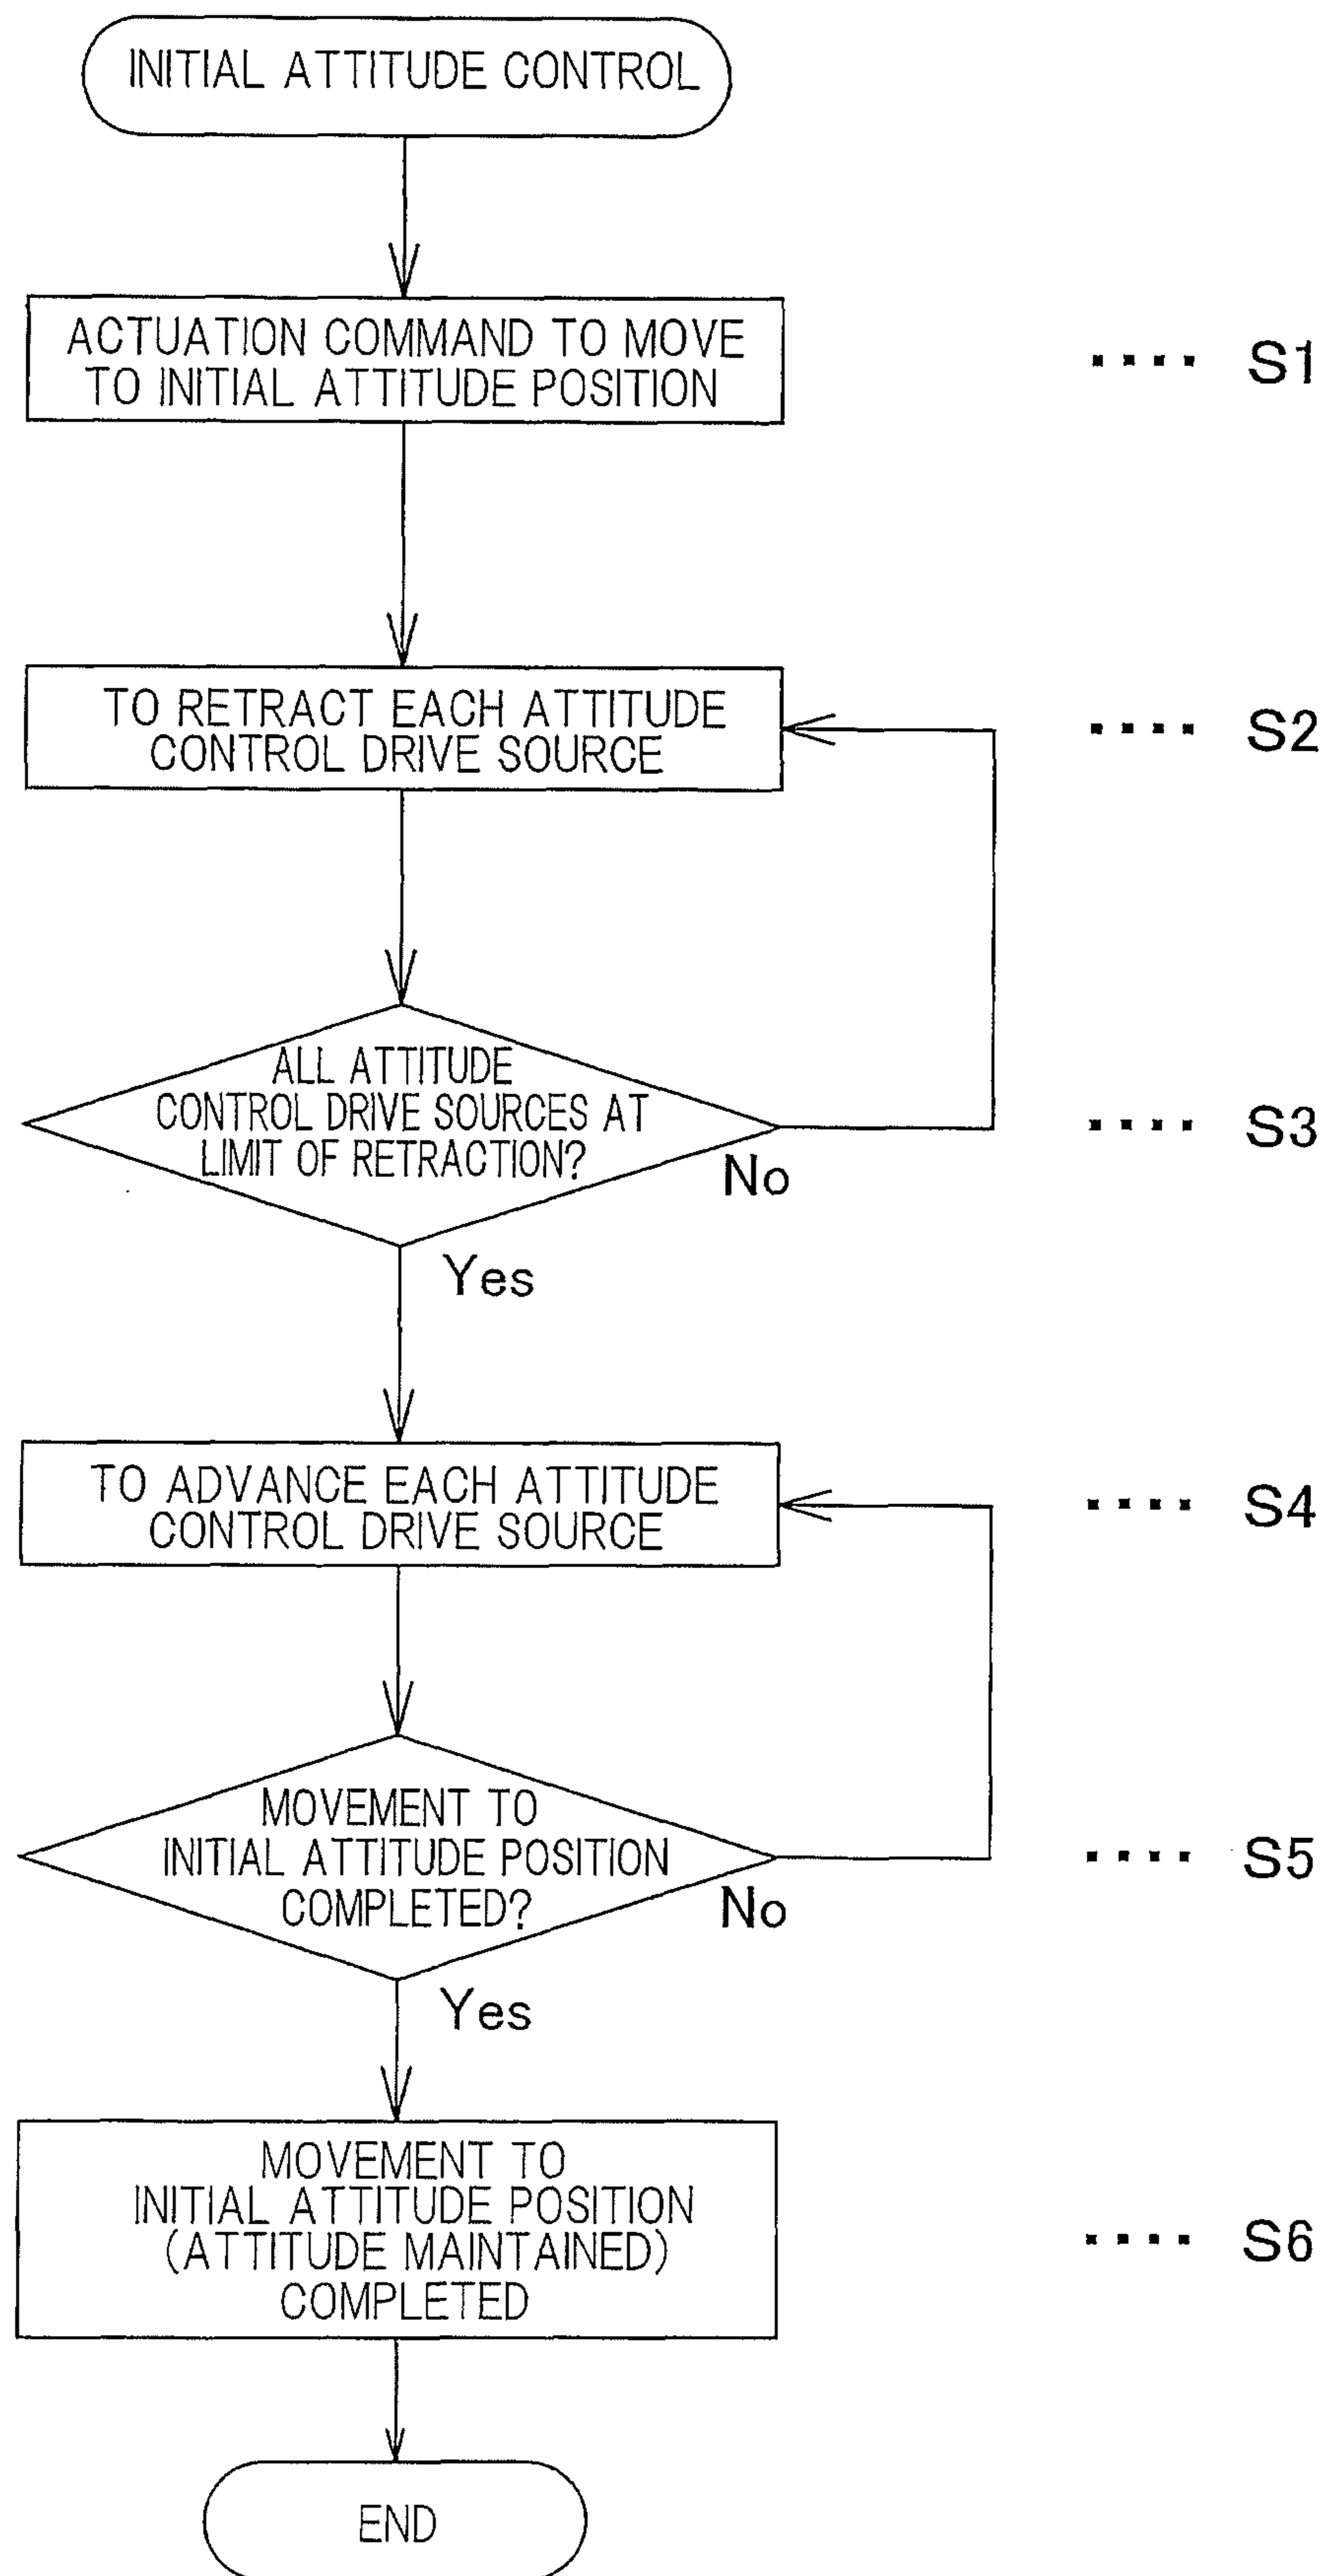 INITIAL ATTITUDE CONTROL
ACTUATION COMMAND TO MOVE
TO INITIAL ATTITUDE POSITION
S1
TO RETRACT EACH ATTITUDE
CONTROL DRIVE SOURCE
S2
ALL ATTITUDE
CONTROL DRIVE SOURCES AT
LIMIT OF RETRACTION?
S3
No
Yes
TO ADVANCE EACH ATTITUDE
CONTROL DRIVE SOURCE
S4
MOVEMENT TO
INITIAL ATTITUDE POSITION
COMPLETED?
S5
No
Yes
MOVEMENT TO
INITIAL ATTITUDE POSITION
(ATTITUDE MAINTAINED)
COMPLETED
S6
END